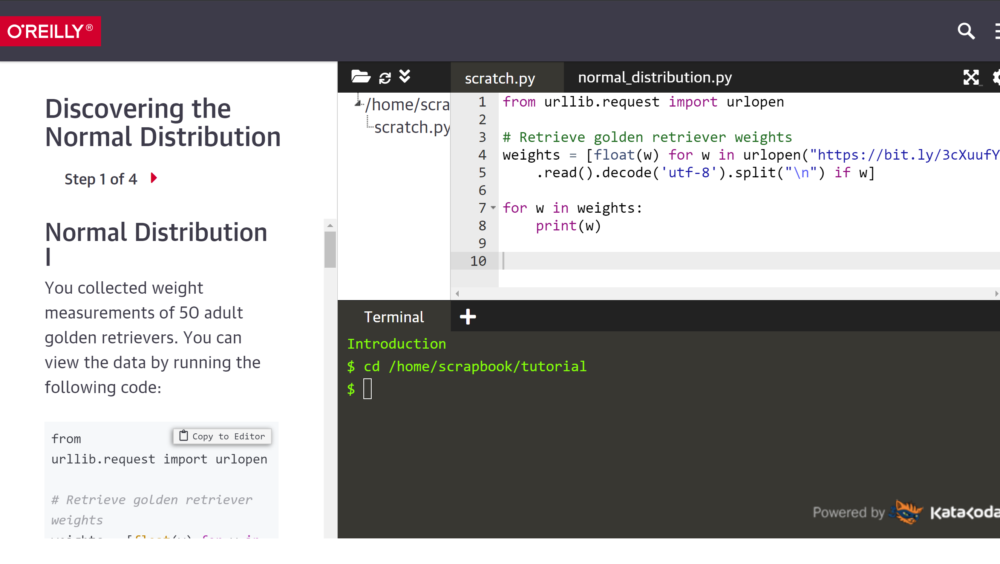 O'REILLY®
Discovering the
Normal Distribution
Step 1 of 4
Normal Distribution
I
You collected weight
measurements of 50 adult
golden retrievers. You can
view the data by running the
following code:
Copy to Editor
from
urllib.request import urlopen
# Retrieve golden retriever
weights
weights = [float(w) for w in
scratch.py
normal_distribution.py
/home/scra
scratch.py
1 from urllib.request import urlopen
2
3 # Retrieve golden retriever weights
4 weights = [float(w) for w in urlopen("https://bit.ly/3cXuufY
5 .read().decode('utf-8').split("\n") if w]
6
7 for w in weights:
8 print(w)
9
10
Terminal
Introduction
$ cd /home/scrapbook/tutorial
$
Powered by Katacoda